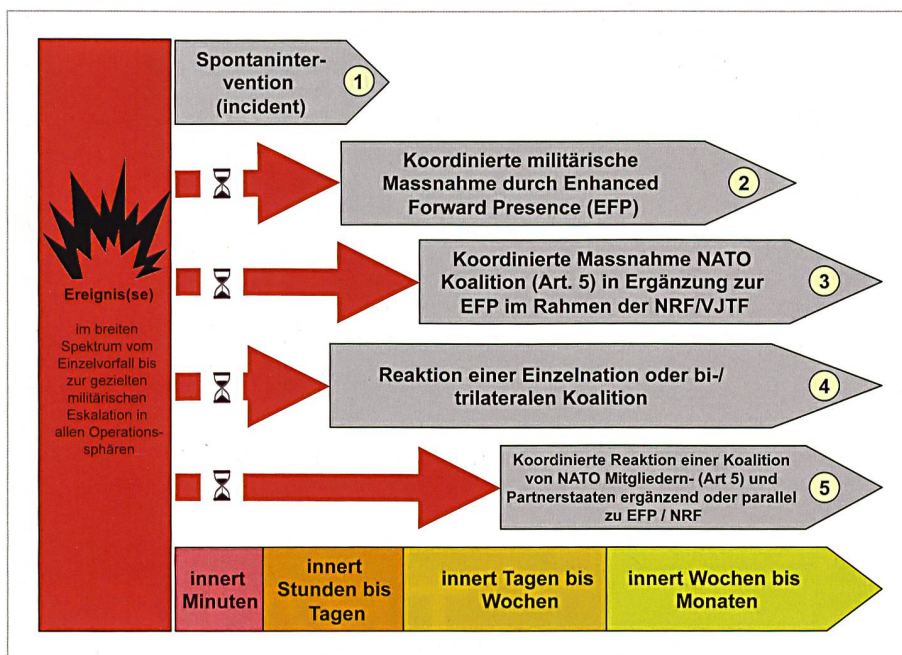 Spontaninter-
vention
(incident)
1
Koordinierte militärische
Massnahme durch Enhanced
Forward Presence (EFP)
2
Koordinierte Massnahme NATO
Koalition (Art. 5) in Ergänzung zur
EFP im Rahmen der NRF/VJTF
3
Ereignis(se)
im breiten
Spektrum vom
Einzelvorfall bis
zur gezielten
militärischen
Eskalation in
allen Operations-
sphären
Reaktion einer Einzelnation oder bi-/
trilateralen Koalition
4
Koordinierte Reaktion einer Koalition
von NATO Mitgliedern- (Art 5) und
Partnerstaaten ergänzend oder parallel
zu EFP / NRF
5
innert
Minuten
innert
Stunden bis
Tagen
innert Tagen bis
Wochen
innert Wochen bis
Monaten